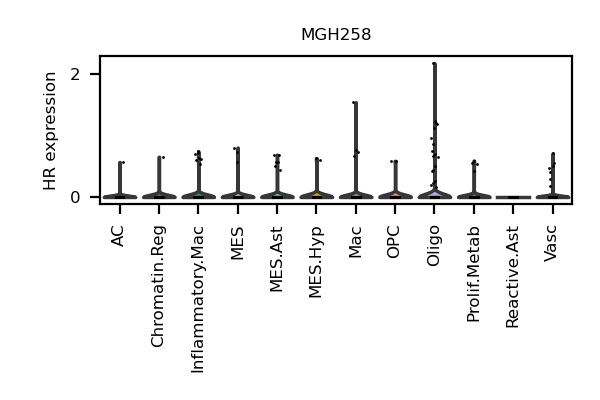 MGH258
HR expression
2
0
AC
Chromatin.Reg
Inflammatory.Mac
MES
MES.Ast
MES.Hyp
Mac
OPC
Oligo
Prolif.Metab
Reactive.Ast
Vasc